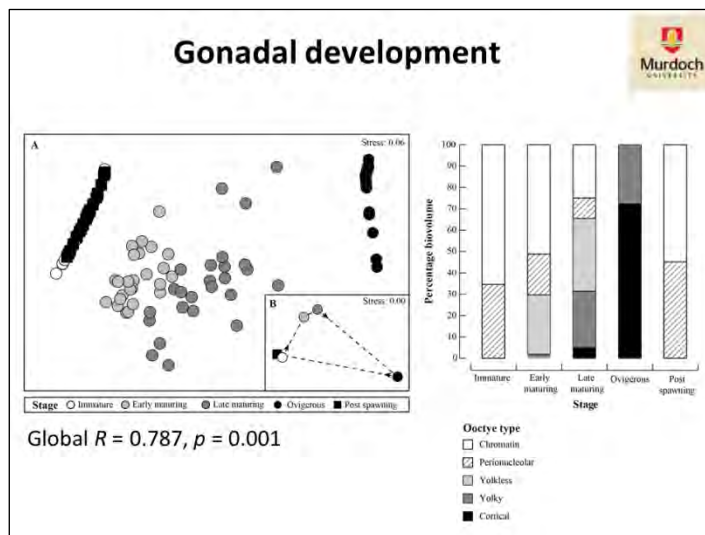 Gonadal development
Murdoch
UNIVERSITY
A
Stress: 0.06
B
Stress: 0.00
Stage Immature Early maturing Late maturing Ovigerous Post spawning
Global R = 0.787, p = 0.001
Percentage biovolume
100
90
80
70
60
50
40
30
20
10
0
Immature
Early
maturing
Late
maturing
Ovigerous
Post
spawning
Stage
Ooctye type
Chromatin
Perionucleolar
Yolkless
Yolky
Cortical